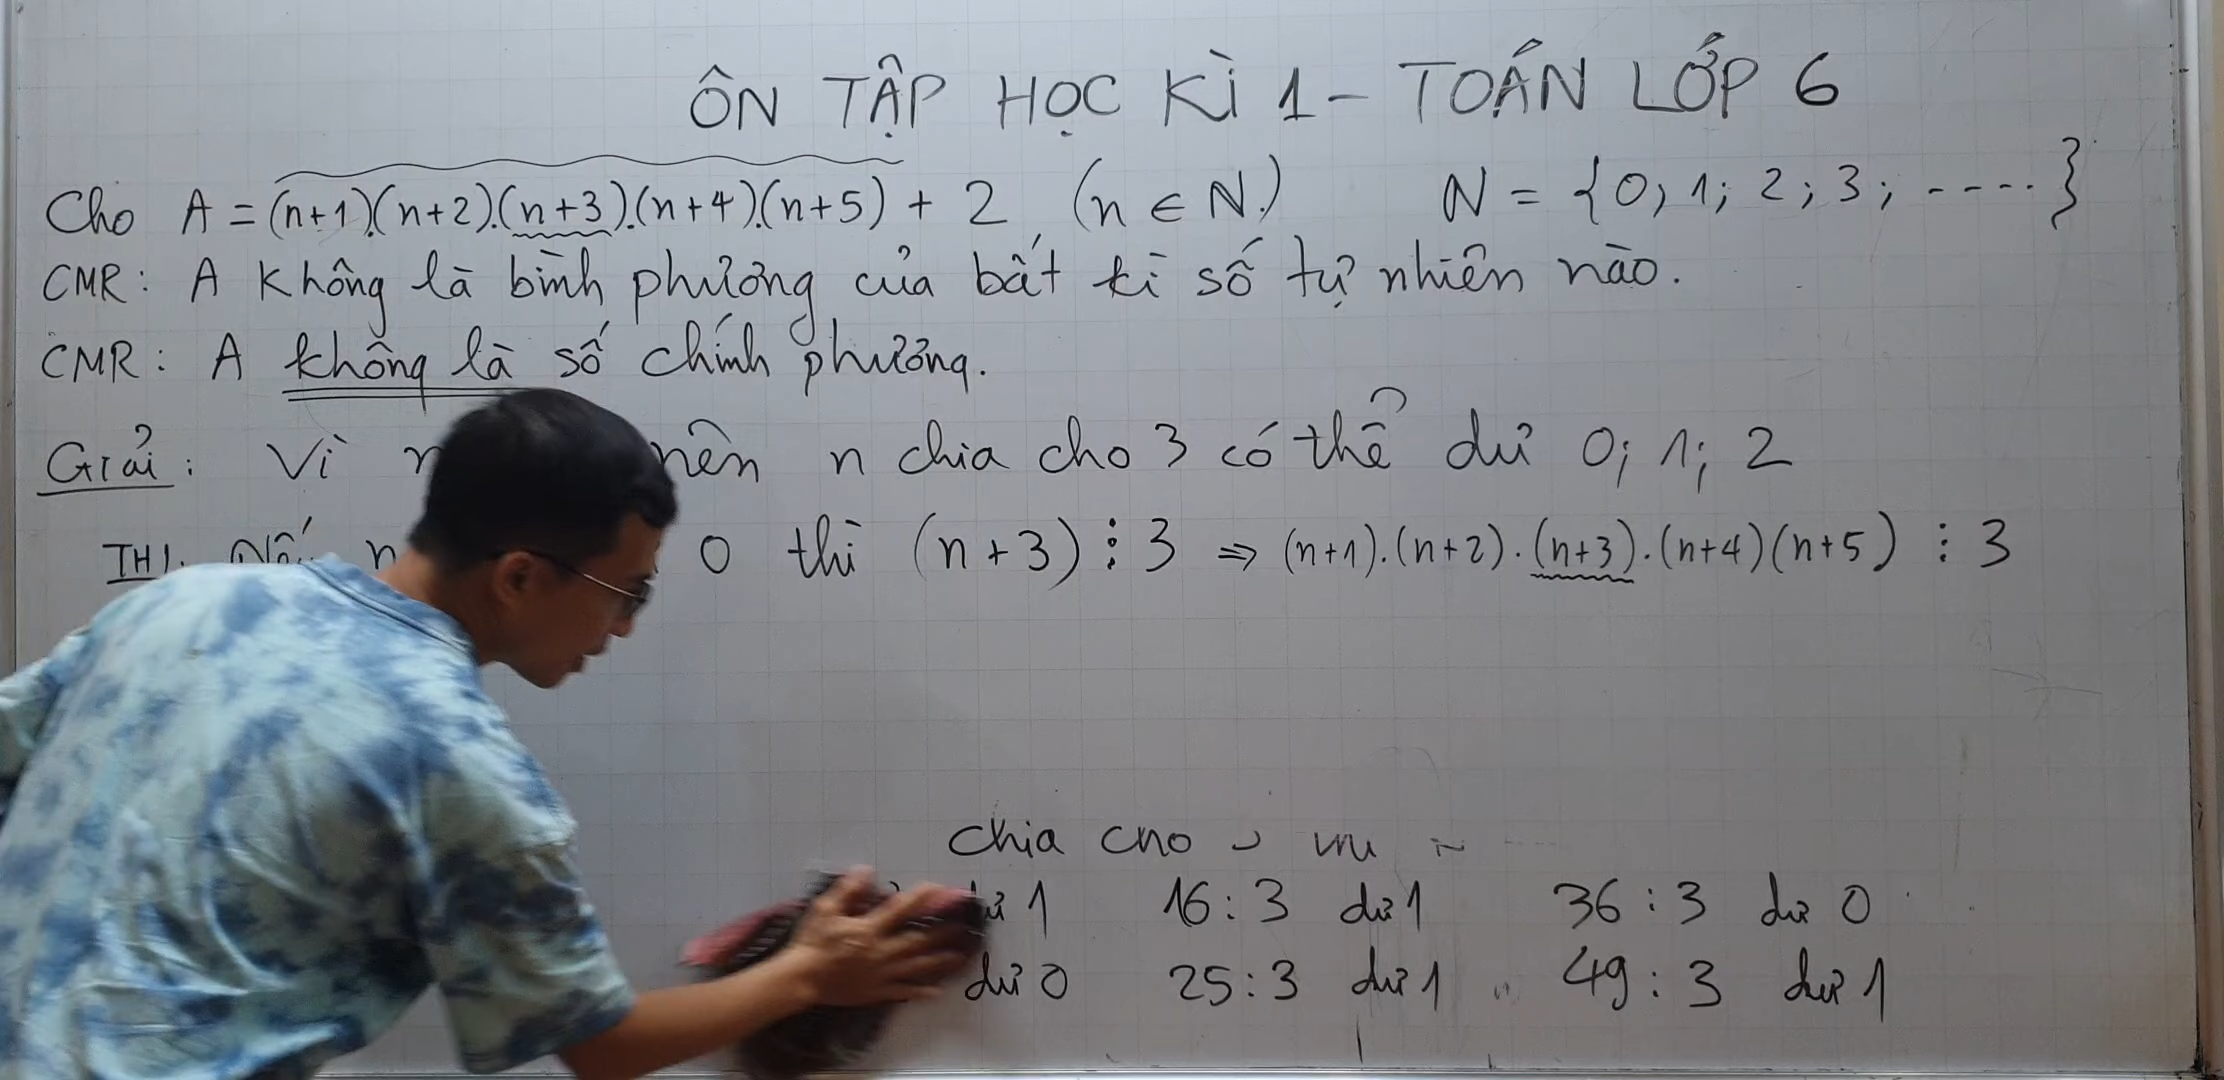 ÔN TẬP HỌC KÌ 1 - TOÁN LỚP 6
Cho A = (n+1).(n+2).(n+3).(n+4).(n+5) + 2 (n ∈ N) N = {0; 1; 2; 3; ----}
CMR: A không là bình phương của bất kì số tự nhiên nào.
CMR: A không là số chính phương.
Giải: Vì nên n chia cho 3 có thể dư 0; 1; 2
TH1. Nếu n 0 thì (n+3) ⋮ 3 ⇒ (n+1).(n+2).(n+3).(n+4)(n+5) ⋮ 3
chia cho
dư 1 16 : 3 dư 1 36 : 3 dư 0
dư 0 25 : 3 dư 1 49 : 3 dư 1